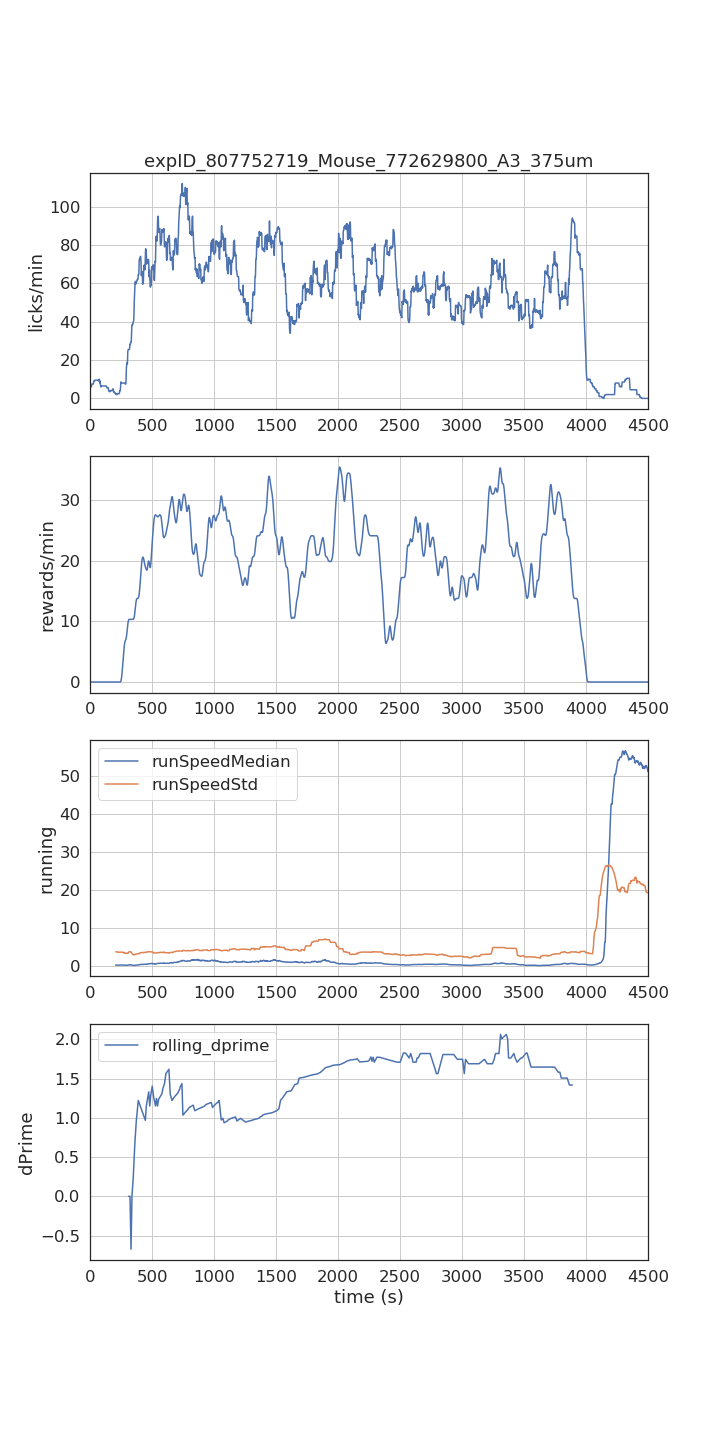 expID_807752719_Mouse_772629800_A3_375um
licks/min
100
80
60
40
20
0
0 500 1000 1500 2000 2500 3000 3500 4000 4500
rewards/min
30
20
10
0
0 500 1000 1500 2000 2500 3000 3500 4000 4500
running
runSpeedMedian
runSpeedStd
50
40
30
20
10
0
0 500 1000 1500 2000 2500 3000 3500 4000 4500
dPrime
rolling_dprime
2.0
1.5
1.0
0.5
0.0
−0.5
0 500 1000 1500 2000 2500 3000 3500 4000 4500
time (s)